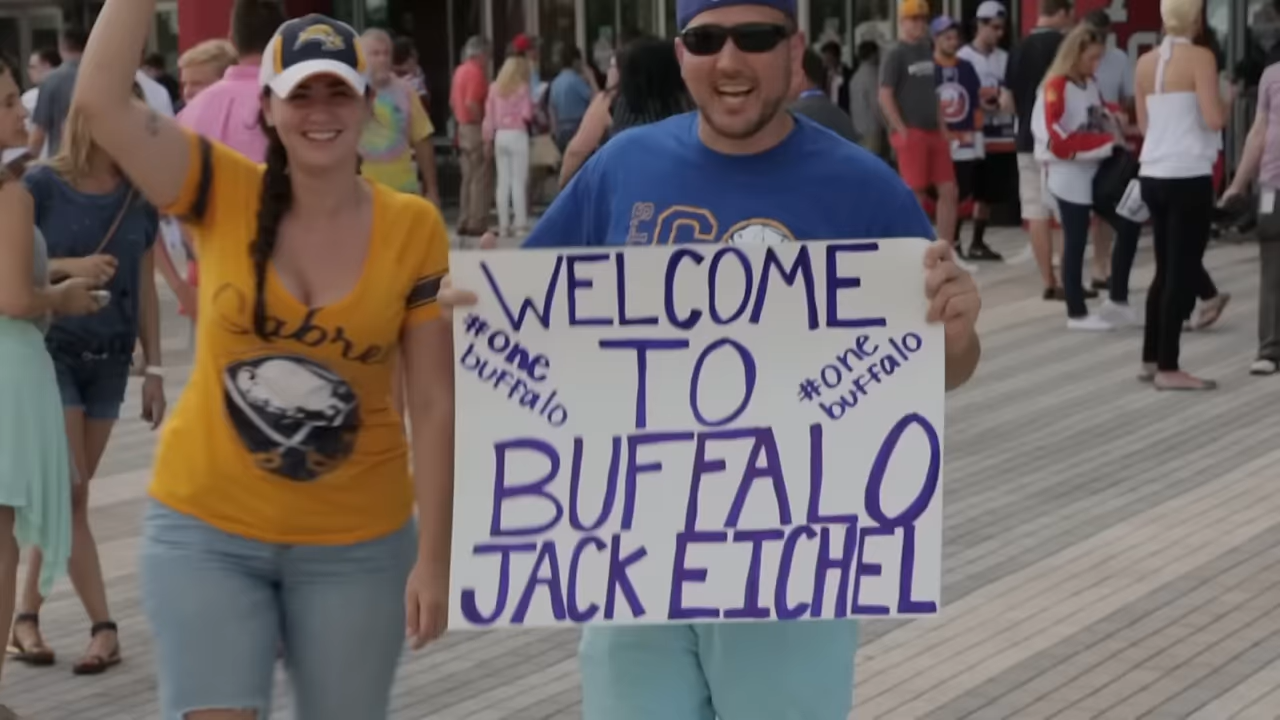 Sabres
WELCOME
TO
#one
buffalo
#one
buffalo
BUFFALO
JACK EICHEL